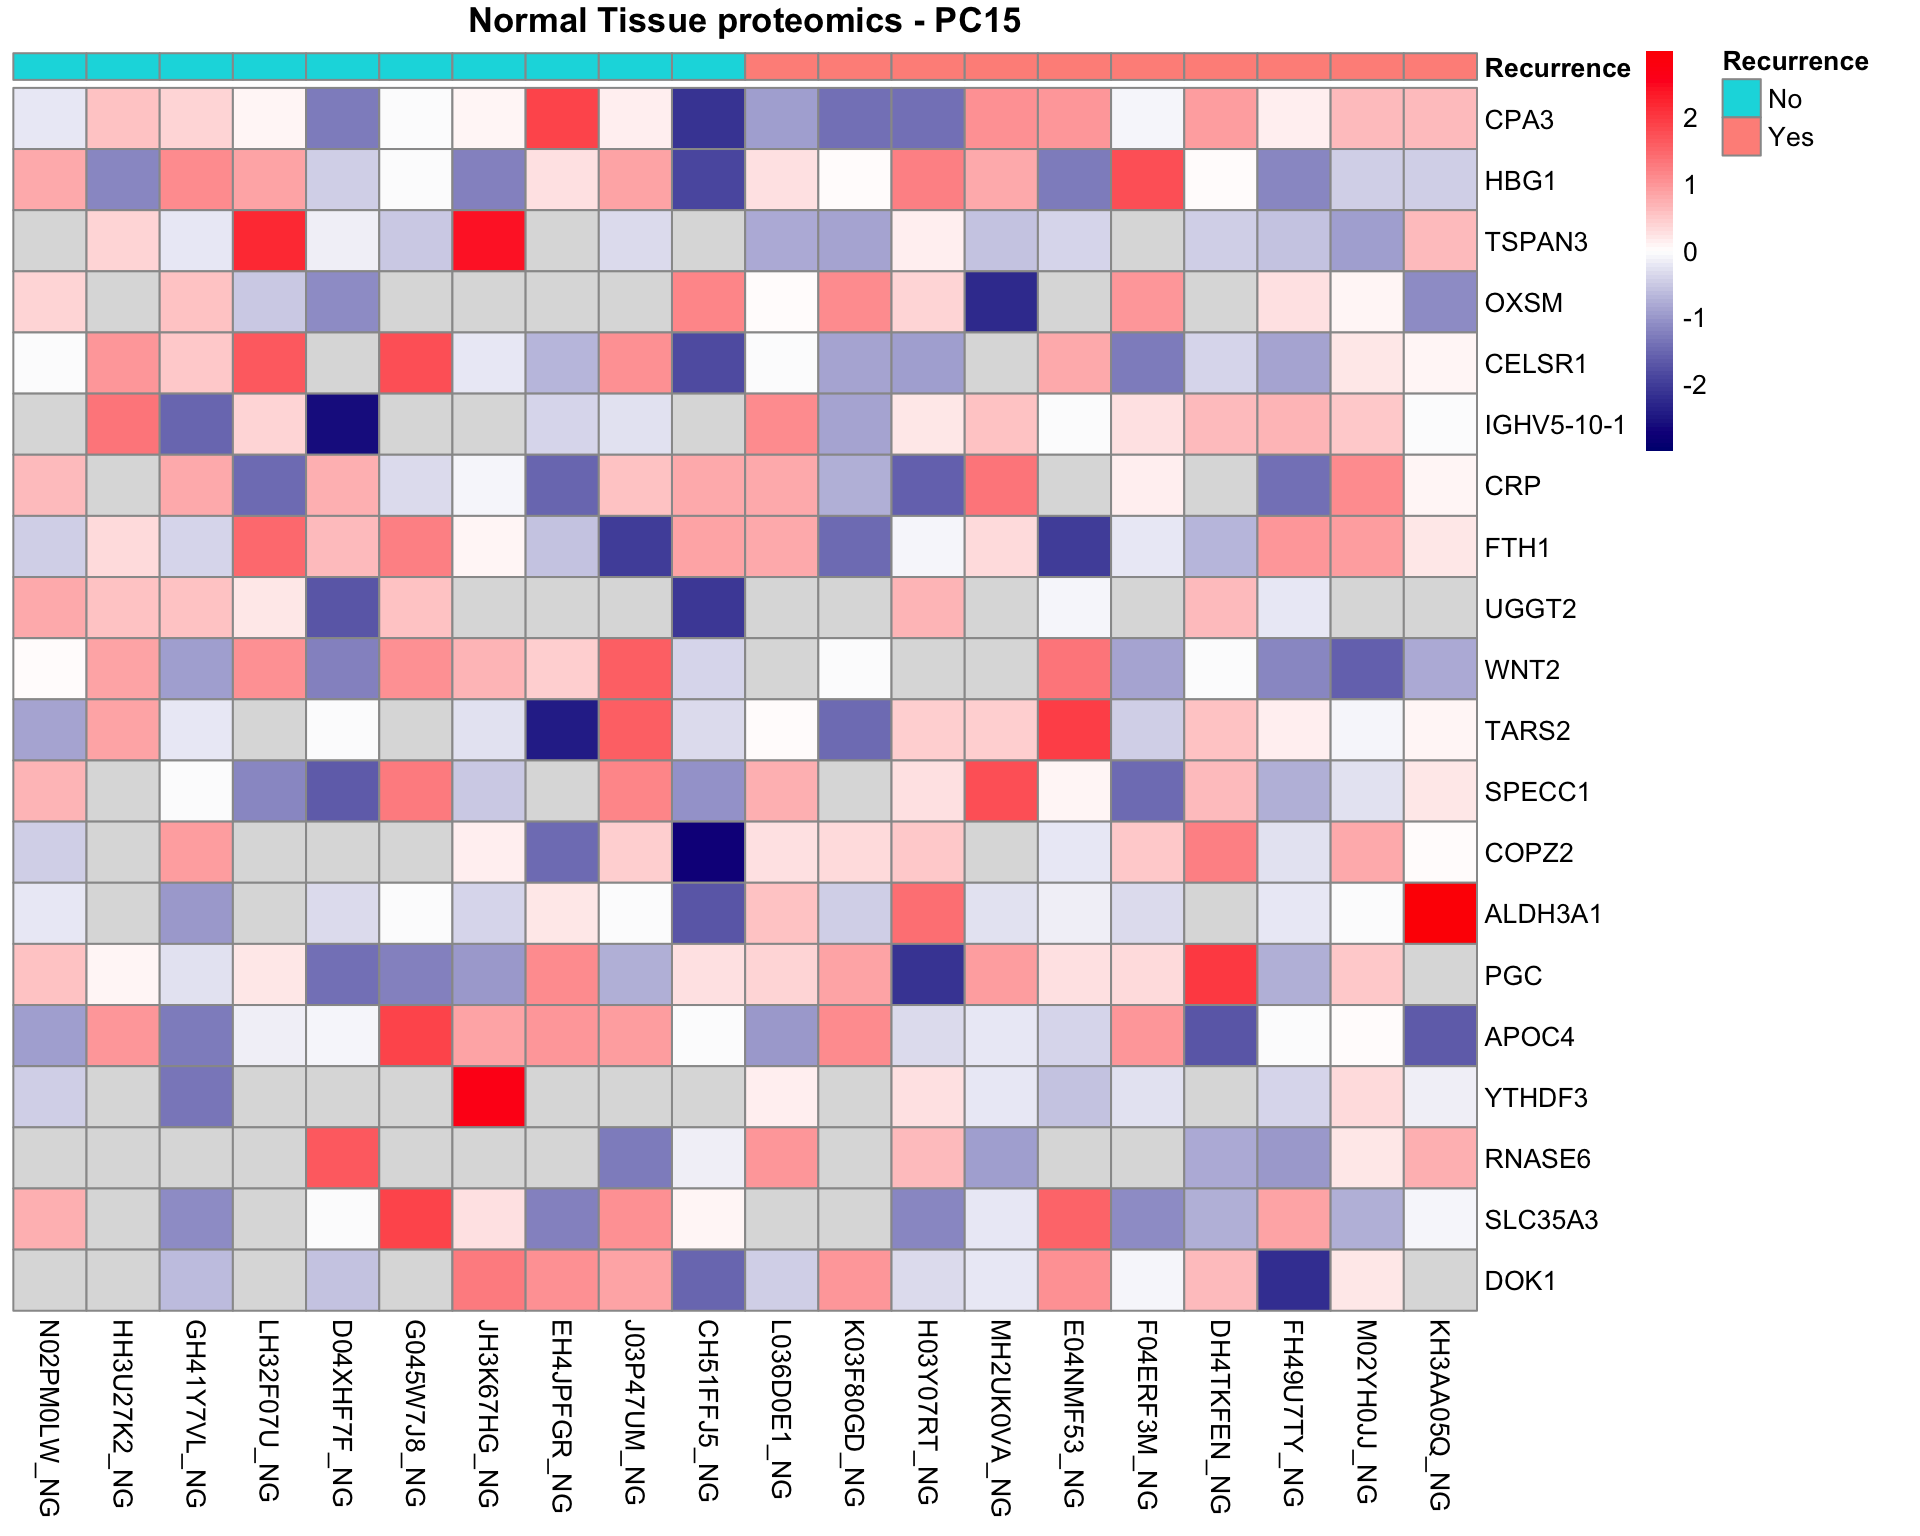 Normal Tissue proteomics - PC15
Recurrence
CPA3
HBG1
TSPAN3
OXSM
CELSR1
IGHV5-10-1
CRP
FTH1
UGGT2
WNT2
TARS2
SPECC1
COPZ2
ALDH3A1
PGC
APOC4
YTHDF3
RNASE6
SLC35A3
DOK1
2
1
0
-1
-2
Recurrence
No
Yes
N02PM0LW_NG
HH3U27K2_NG
GH41Y7VL_NG
LH32F07U_NG
D04XHF7F_NG
G045W7J8_NG
JH3K67HG_NG
EH4JPFGR_NG
J03P47UM_NG
CH51FFJ5_NG
L036D0E1_NG
K03F80GD_NG
H03Y07RT_NG
MH2UK0VA_NG
E04NMF53_NG
F04ERF3M_NG
DH4TKFEN_NG
FH49U7TY_NG
M02YH0JJ_NG
KH3AA05Q_NG